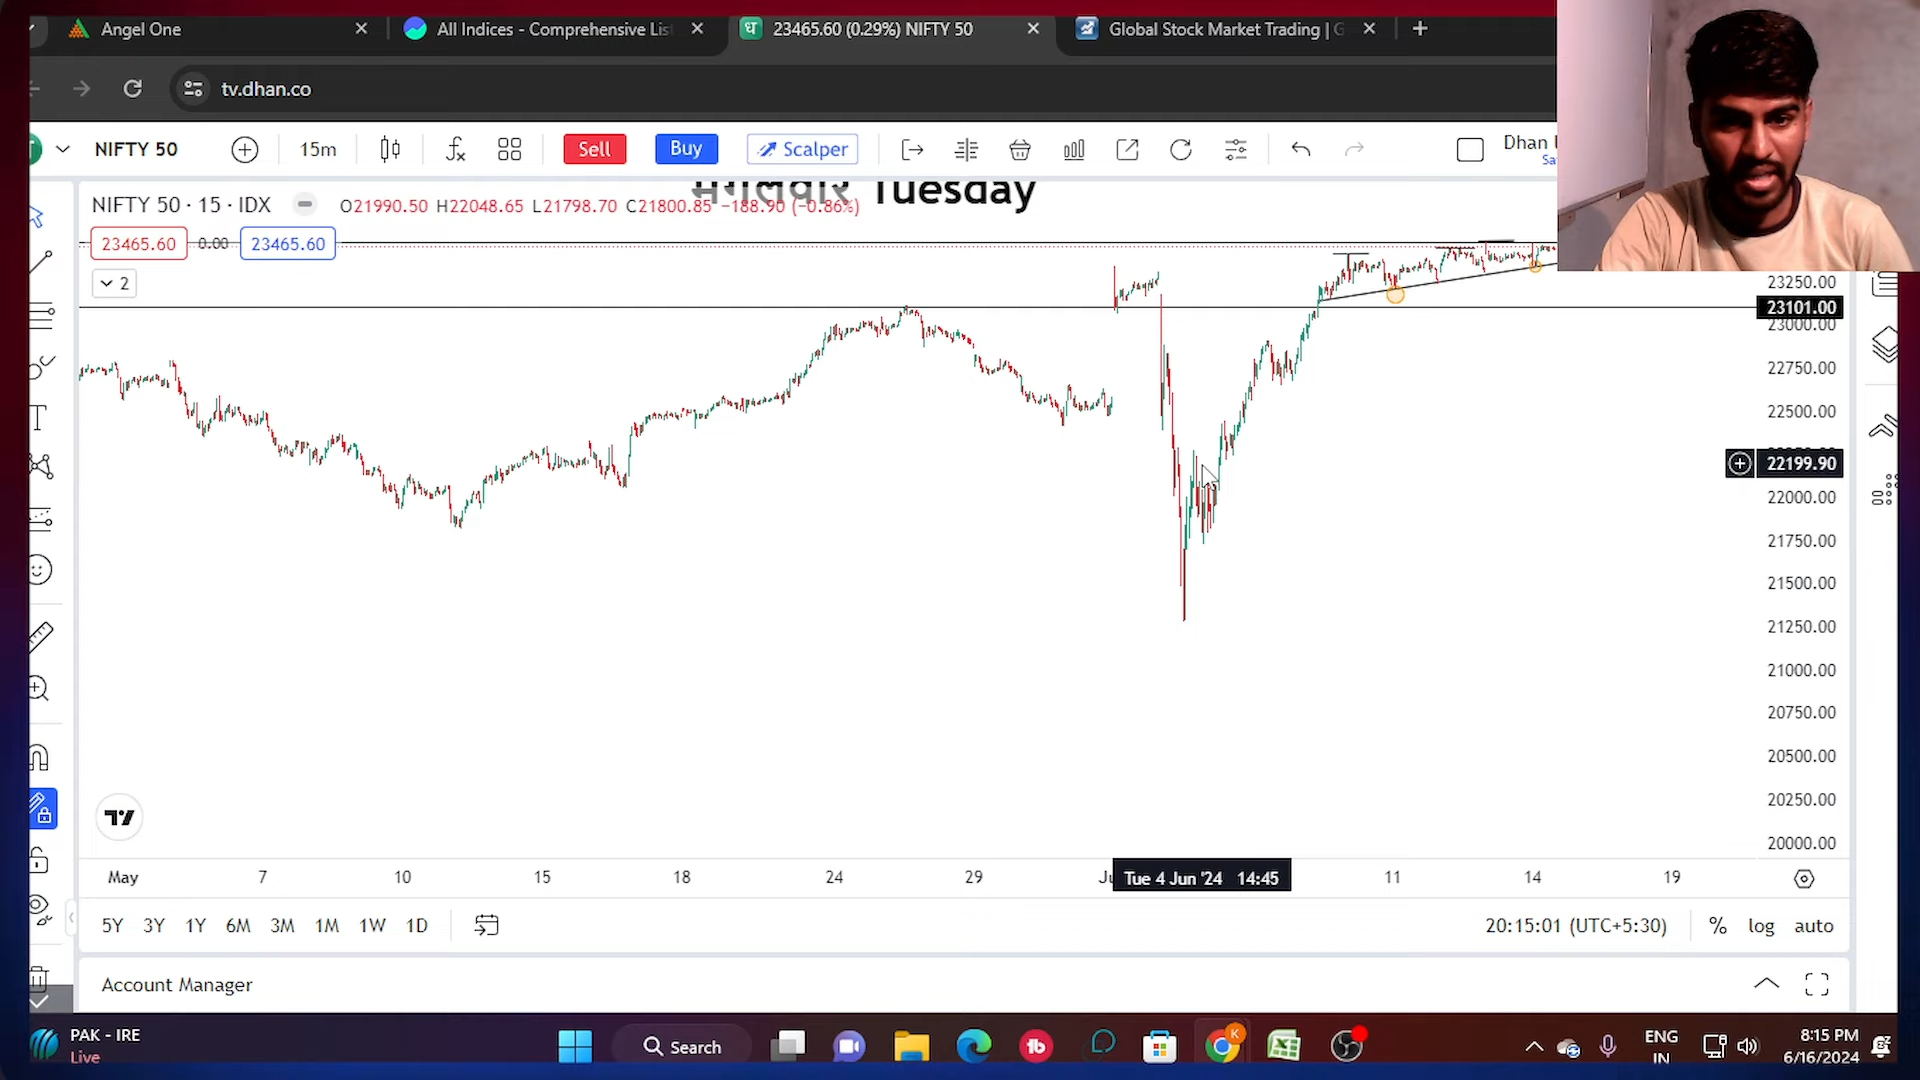 Angel One
All Indices - Comprehensive Lis
23465.60 (0.29%) NIFTY 50
Global Stock Market Trading | G
tv.dhan.co
NIFTY 50
15m
Sell
Buy
Scalper
Dhan
Sa
मंगलवार Tuesday
NIFTY 50 · 15 · IDX
O21990.50 H22048.65 L21798.70 C21800.85 −188.90 (−0.86%)
23465.60
0.00
23465.60
2
23250.00
23101.00
23000.00
22750.00
22500.00
22199.90
22000.00
21750.00
21500.00
21250.00
21000.00
20750.00
20500.00
20250.00
20000.00
May 7 10 15 18 24 29 Tue 4 Jun '24 14:45 11 14 19
5Y 3Y 1Y 6M 3M 1M 1W 1D
20:15:01 (UTC+5:30)
% log auto
Account Manager
PAK - IRE
Live
Search
ENG
IN
8:15 PM
6/16/2024